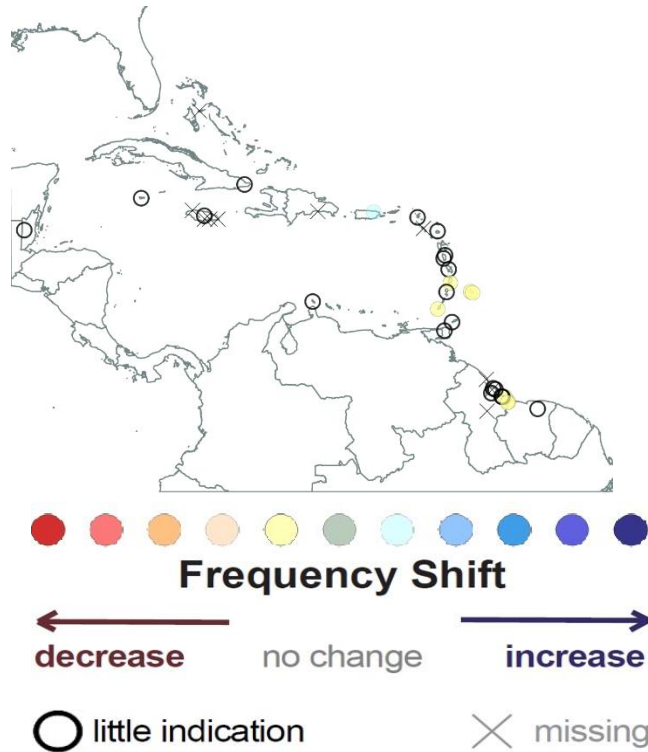 Frequency Shift
decrease no change increase
little indication missing